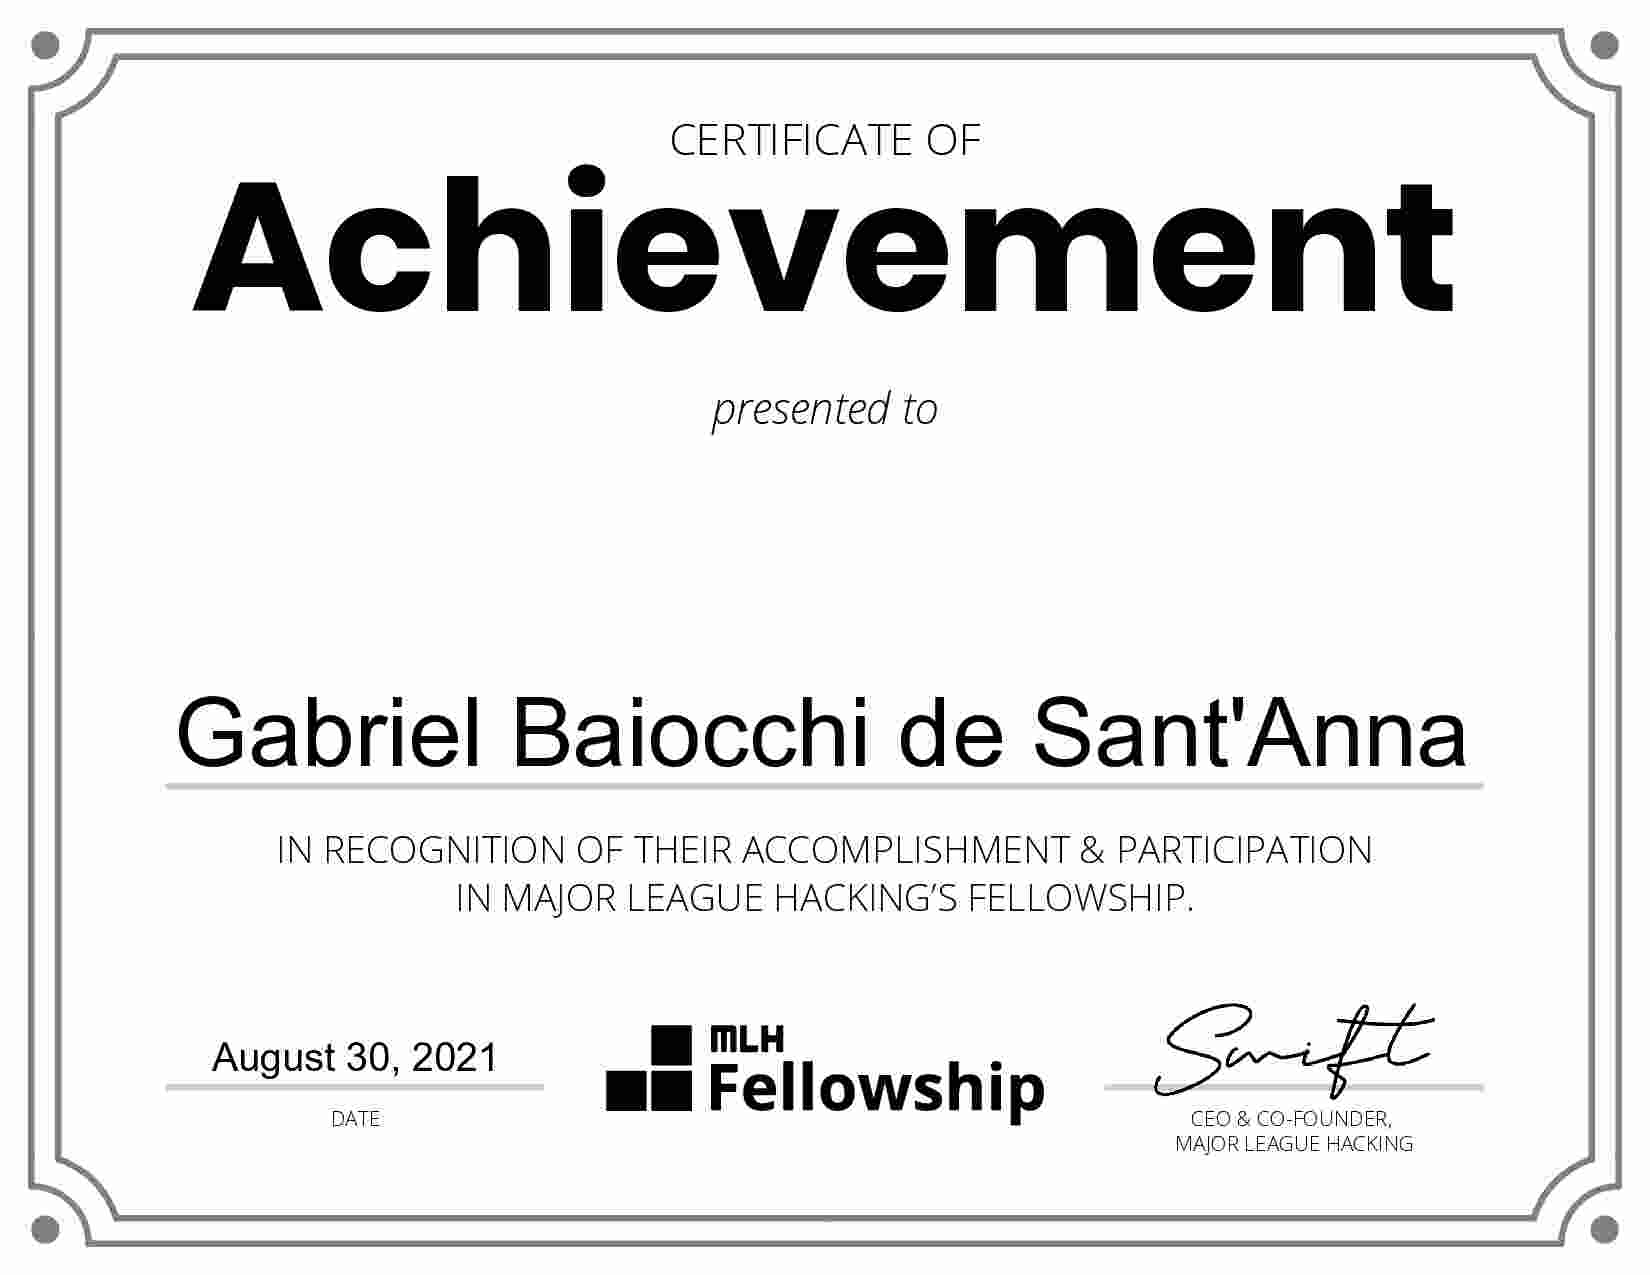 CERTIFICATE OF
Achievement
presented to
Gabriel Baiocchi de Sant'Anna
IN RECOGNITION OF THEIR ACCOMPLISHMENT & PARTICIPATION
IN MAJOR LEAGUE HACKING’S FELLOWSHIP.
August 30, 2021
DATE
MLH
Fellowship
Swift
CEO & CO-FOUNDER,
MAJOR LEAGUE HACKING